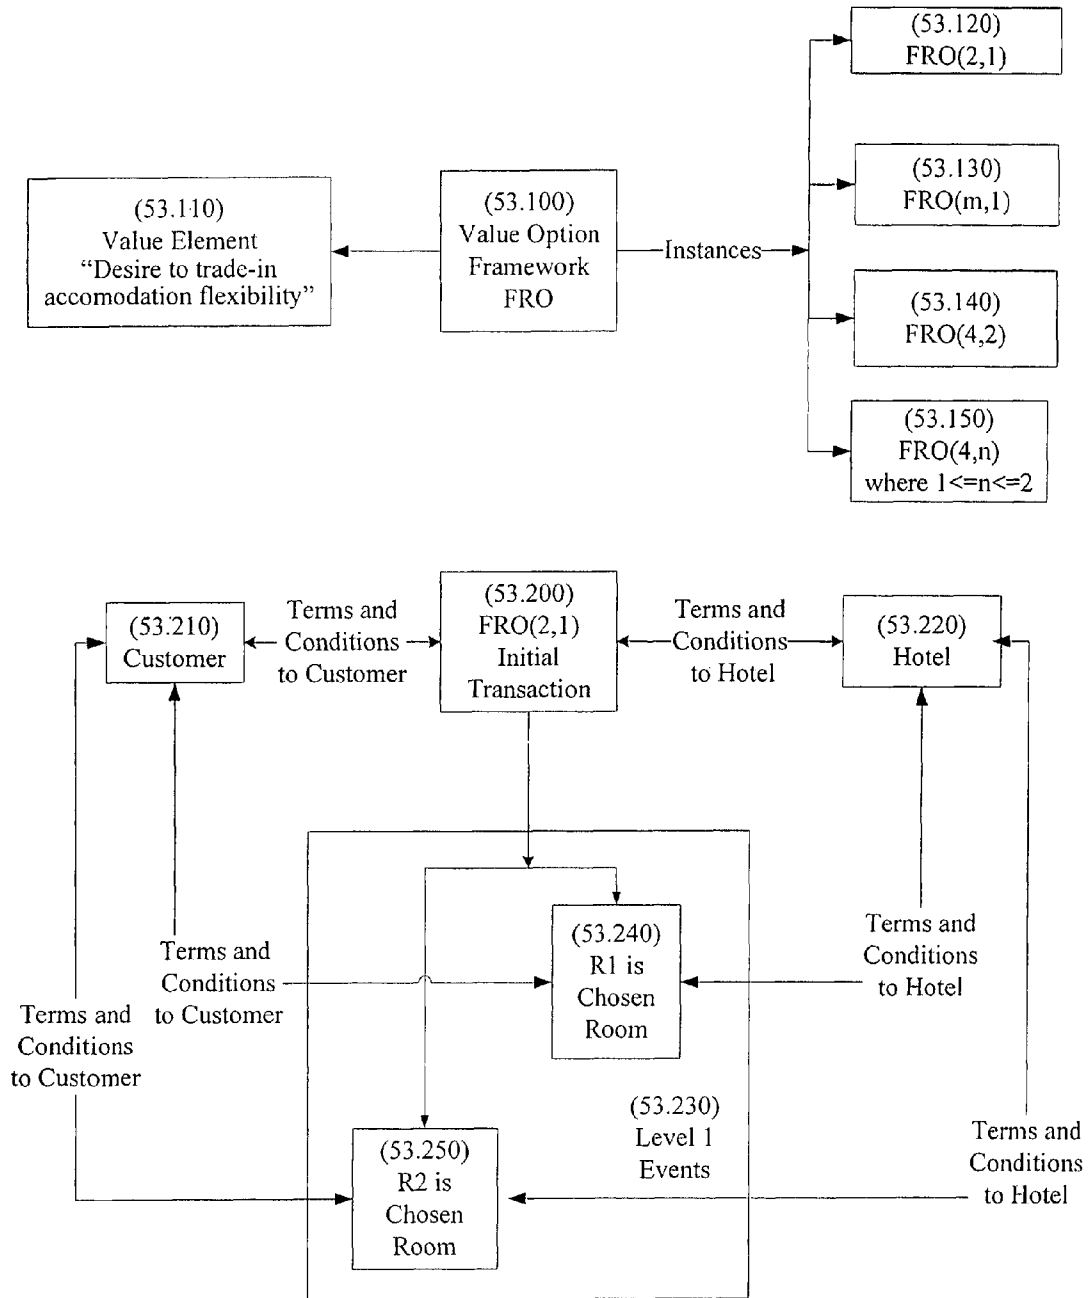 (53.120)
FRO(2,1)
(53.130)
FRO(m,1)
(53.110)
Value Element
“Desire to trade-in
accomodation flexibility”
(53.100)
Value Option
Framework
FRO
Instances
(53.140)
FRO(4,2)
(53.150)
FRO(4,n)
where 1<=n<=2
(53.210)
Customer
Terms and
Conditions
to Customer
(53.200)
FRO(2,1)
Initial
Transaction
Terms and
Conditions
to Hotel
(53.220)
Hotel
Terms and
Conditions
to Customer
(53.240)
R1 is
Chosen
Room
Terms and
Conditions
to Hotel
Terms and
Conditions
to Customer
(53.230)
Level 1
Events
(53.250)
R2 is
Chosen
Room
Terms and
Conditions
to Hotel